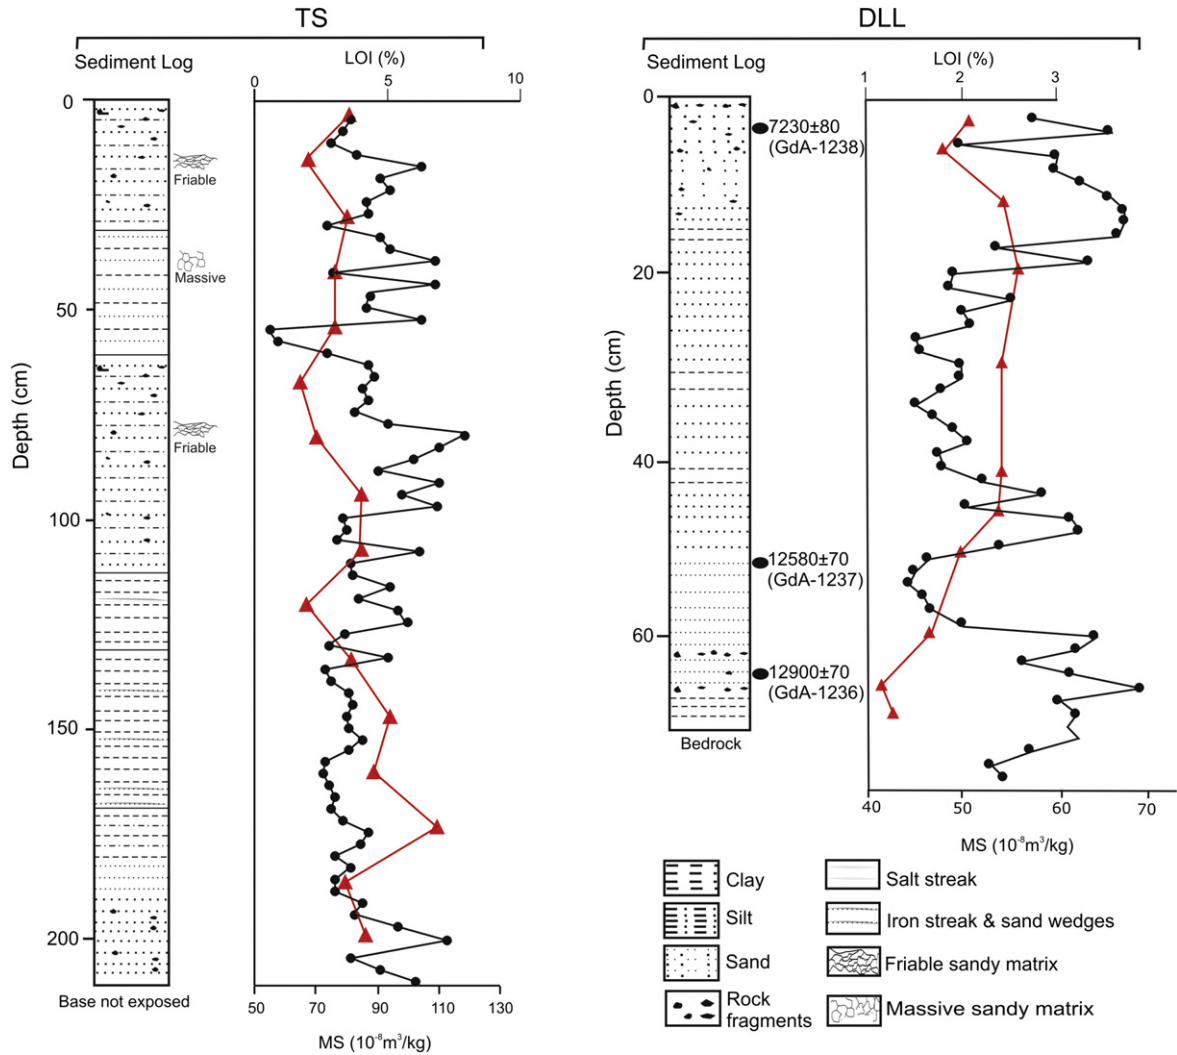 TS
Sediment Log
LOI (%)
0
5
10
0
50
100
150
200
Depth (cm)
Friable
Massive
Friable
Base not exposed
50
70
90
110
130
MS (10⁻⁸m³/kg)
DLL
Sediment Log
LOI (%)
1
2
3
0
20
40
60
Depth (cm)
7230±80
(GdA-1238)
12580±70
(GdA-1237)
12900±70
(GdA-1236)
Bedrock
40
50
60
70
MS (10⁻⁸m³/kg)
Clay
Silt
Sand
Rock
fragments
Salt streak
Iron streak & sand wedges
Friable sandy matrix
Massive sandy matrix